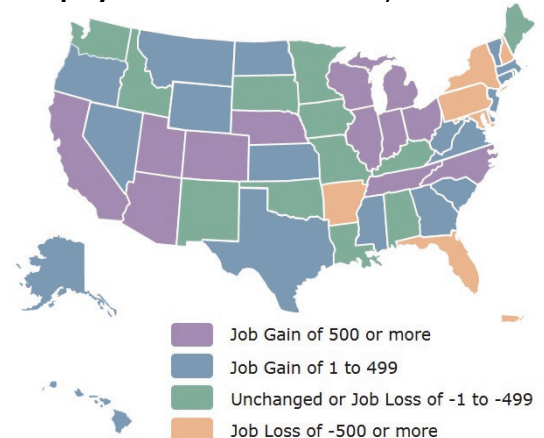 Job Gain of 500 or more
Job Gain of 1 to 499
Unchanged or Job Loss of -1 to -499
Job Loss of -500 or more